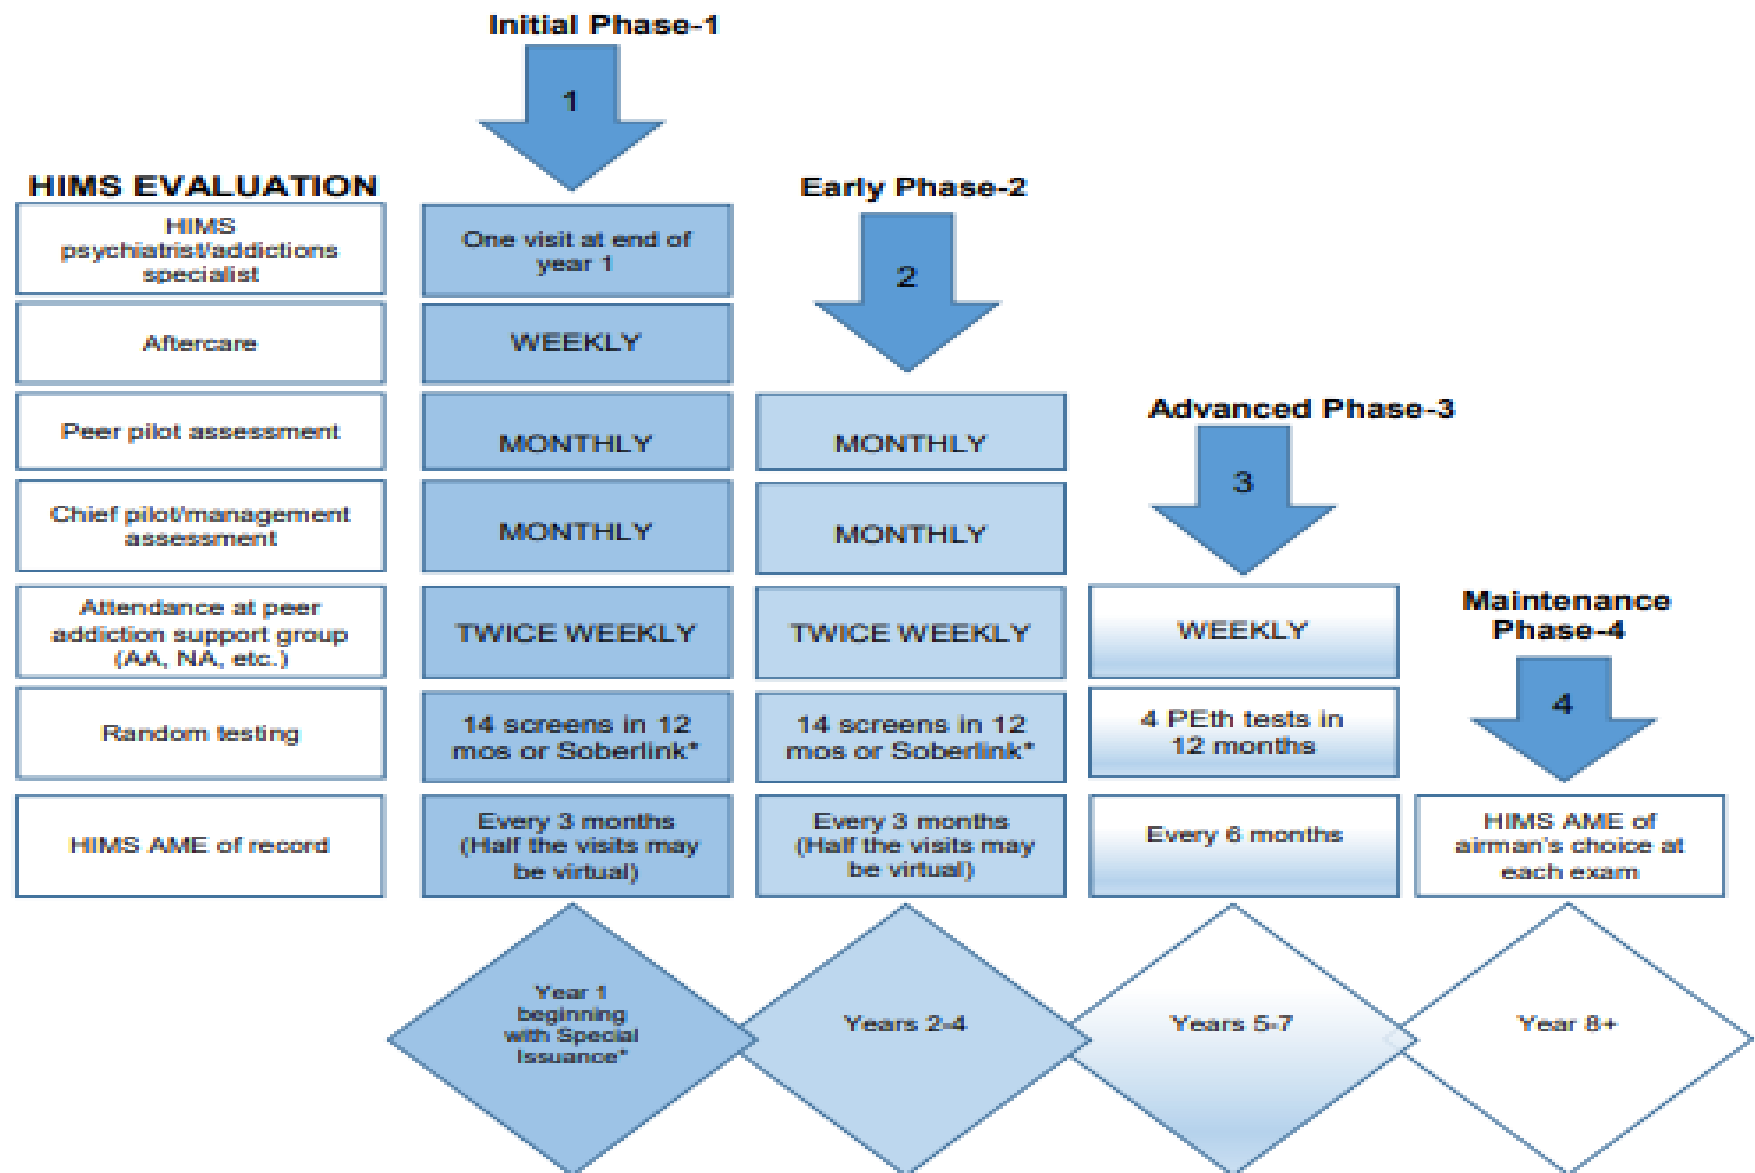 Initial Phase-1
1
HIMS EVALUATION
Early Phase-2
HIMS
psychiatrist/addictions
specialist
One visit at end of
year 1
2
Aftercare
WEEKLY
Advanced Phase-3
Peer pilot assessment
MONTHLY
MONTHLY
3
Chief pilot/management
assessment
MONTHLY
MONTHLY
Maintenance
Phase-4
Attendance at peer
addiction support group
(AA, NA, etc.)
TWICE WEEKLY
TWICE WEEKLY
WEEKLY
4
Random testing
14 screens in 12
mos or Soberlink*
14 screens in 12
mos or Soberlink*
4 PEth tests in
12 months
HIMS AME of record
Every 3 months
(Half the visits may
be virtual)
Every 3 months
(Half the visits may
be virtual)
Every 6 months
HIMS AME of
airman's choice at
each exam
Year 1
beginning
with Special
Issuance*
Years 2-4
Years 5-7
Year 8+